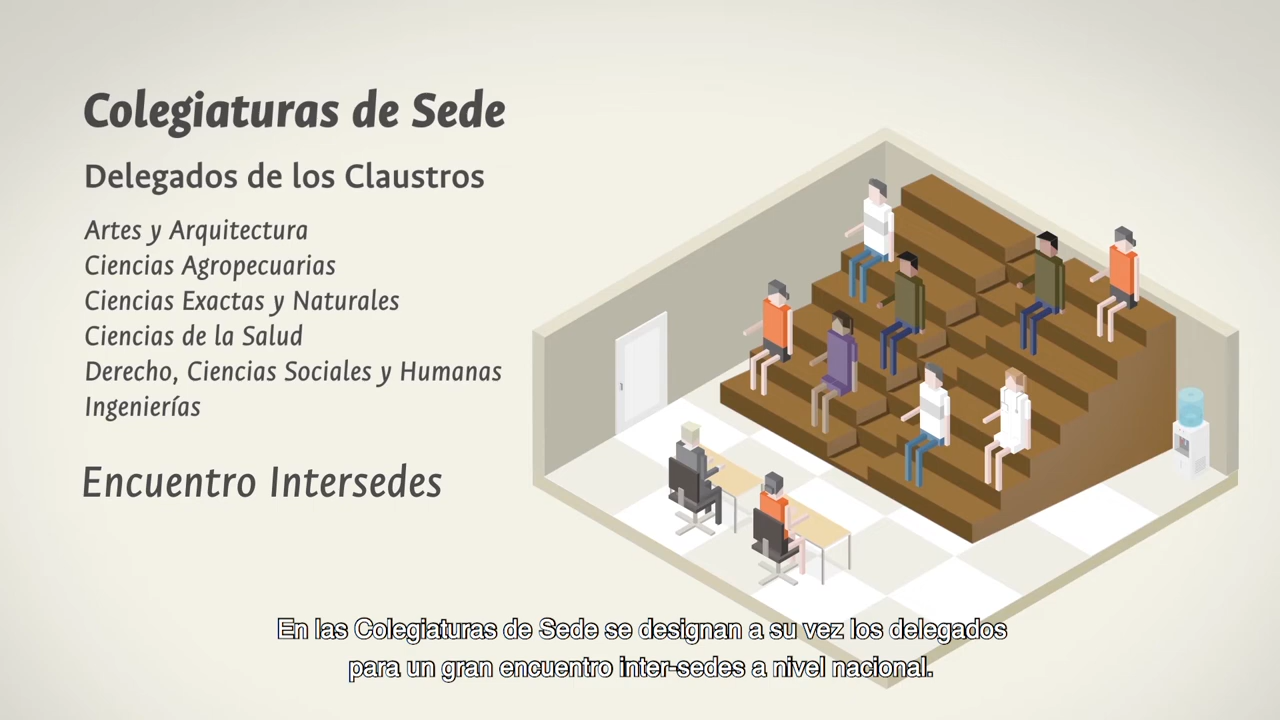 Colegiaturas de Sede
Delegados de los Claustros
Artes y Arquitectura
Ciencias Agropecuarias
Ciencias Exactas y Naturales
Ciencias de la Salud
Derecho, Ciencias Sociales y Humanas
Ingenierías
Encuentro Intersedes
En las Colegiaturas de Sede se designan a su vez los delegados
para un gran encuentro inter-sedes a nivel nacional.